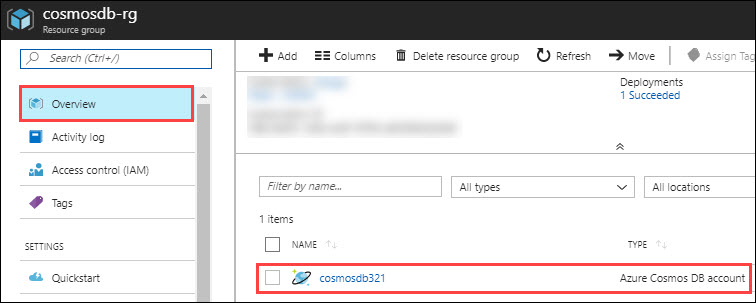 cosmosdb-rg
Resource group
Search (Ctrl+/)
Overview
Activity log
Access control (IAM)
Tags
SETTINGS
Quickstart
Add Columns Delete resource group Refresh Move Assign Tag
Deployments
1 Succeeded
Filter by name... All types All locations
1 items
NAME TYPE
cosmosdb321 Azure Cosmos DB account